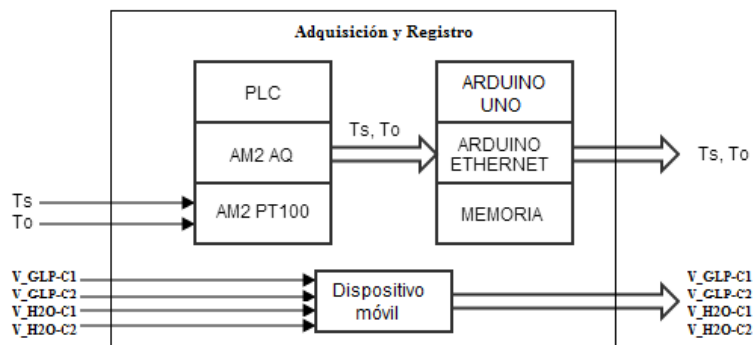 Adquisición y Registro
PLC
AM2 AQ
AM2 PT100
Ts, To
ARDUINO
UNO
ARDUINO
ETHERNET
MEMORIA
Ts, To
Ts
To
V_GLP-C1
V_GLP-C2
V_H2O-C1
V_H2O-C2
Dispositivo
móvil
V_GLP-C1
V_GLP-C2
V_H2O-C1
V_H2O-C2